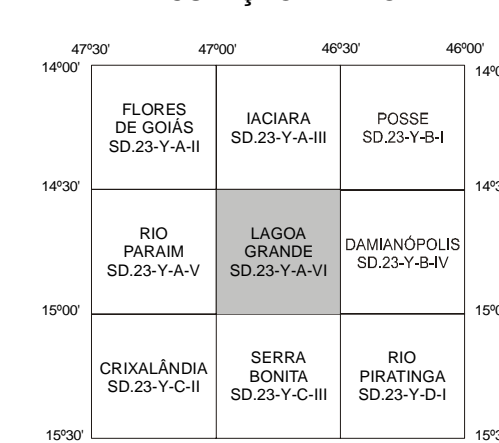 47º30' 47º00' 46º30' 46º00'
14º00'
FLORES
DE GOIÁS
SD.23-Y-A-II
IACIARA
SD.23-Y-A-III
POSSE
SD.23-Y-B-I
14º30'
RIO
PARAIM
SD.23-Y-A-V
LAGOA
GRANDE
SD.23-Y-A-VI
DAMIANÓPOLIS
SD.23-Y-B-IV
15º00'
CRIXALÂNDIA
SD.23-Y-C-II
SERRA
BONITA
SD.23-Y-C-III
RIO
PIRATINGA
SD.23-Y-D-I
15º30'